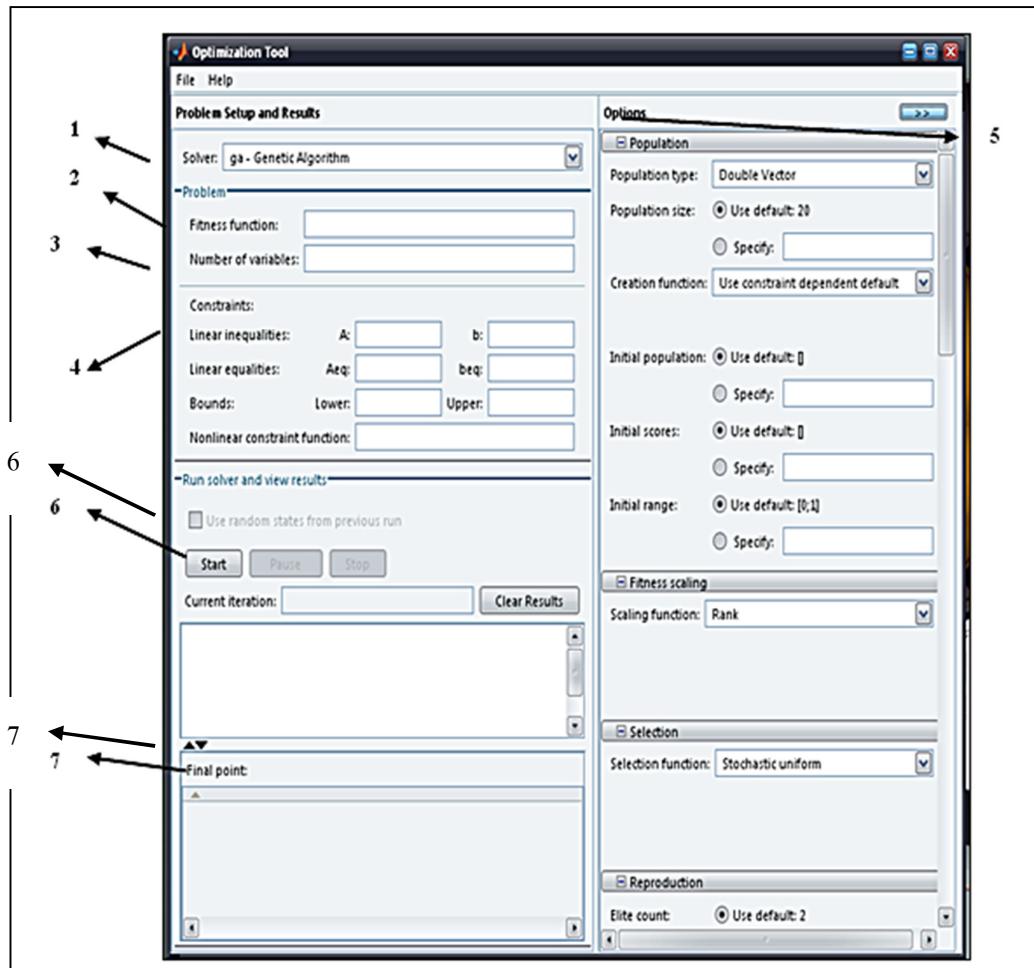 Optimization Tool
File Help
Problem Setup and Results
1
Solver: ga - Genetic Algorithm
2
Problem
Fitness function:
3
Number of variables:
Constraints:
Linear inequalities: A: b:
4
Linear equalities: Aeq: beq:
Bounds: Lower: Upper:
Nonlinear constraint function:
6
Run solver and view results
6
Use random states from previous run
Start Pause Stop
Current iteration: Clear Results
7
7
Final point:
Options >>
5
Population
Population type: Double Vector
Population size: Use default: 20
Specify:
Creation function: Use constraint dependent default
Initial population: Use default: []
Specify:
Initial scores: Use default: []
Specify:
Initial range: Use default: [0;1]
Specify:
Fitness scaling
Scaling function: Rank
Selection
Selection function: Stochastic uniform
Reproduction
Elite count: Use default: 2